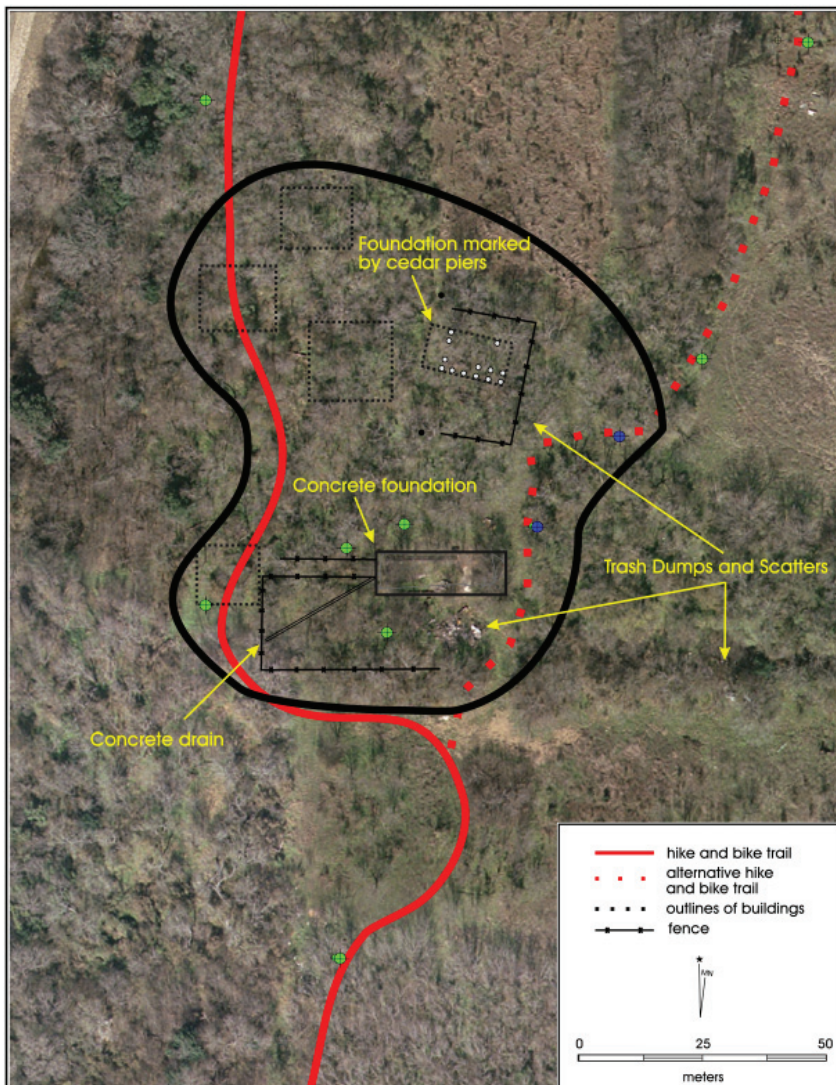 Foundation marked
by cedar piers
Concrete foundation
Trash Dumps and Scatters
Concrete drain
hike and bike trail
alternative hike
and bike trail
outlines of buildings
fence
MN
0
25
50
meters